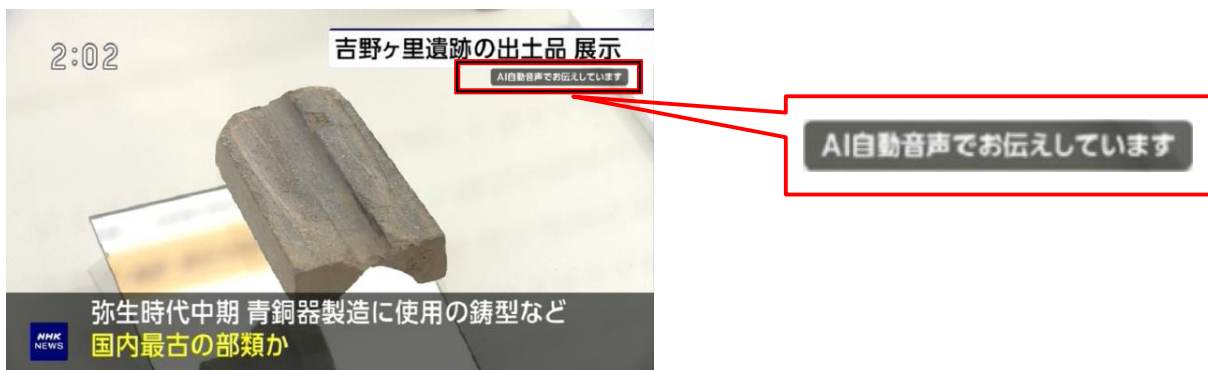 2:02
吉野ヶ里遺跡の出土品 展示
AI自動音声でお伝えしています
AI自動音声でお伝えしています
弥生時代中期 青銅器製造に使用の鋳型など
国内最古の部類か
NHK
NEWS